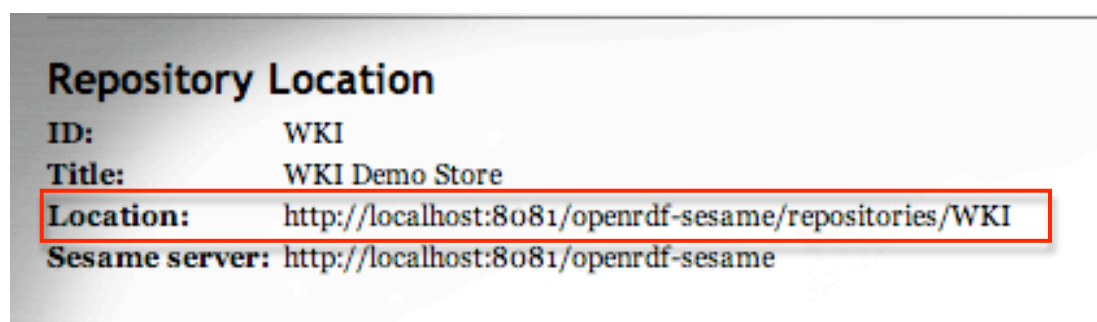 Repository Location
ID: WKI
Title: WKI Demo Store
Location: http://localhost:8081/openrdf-sesame/repositories/WKI
Sesame server: http://localhost:8081/openrdf-sesame